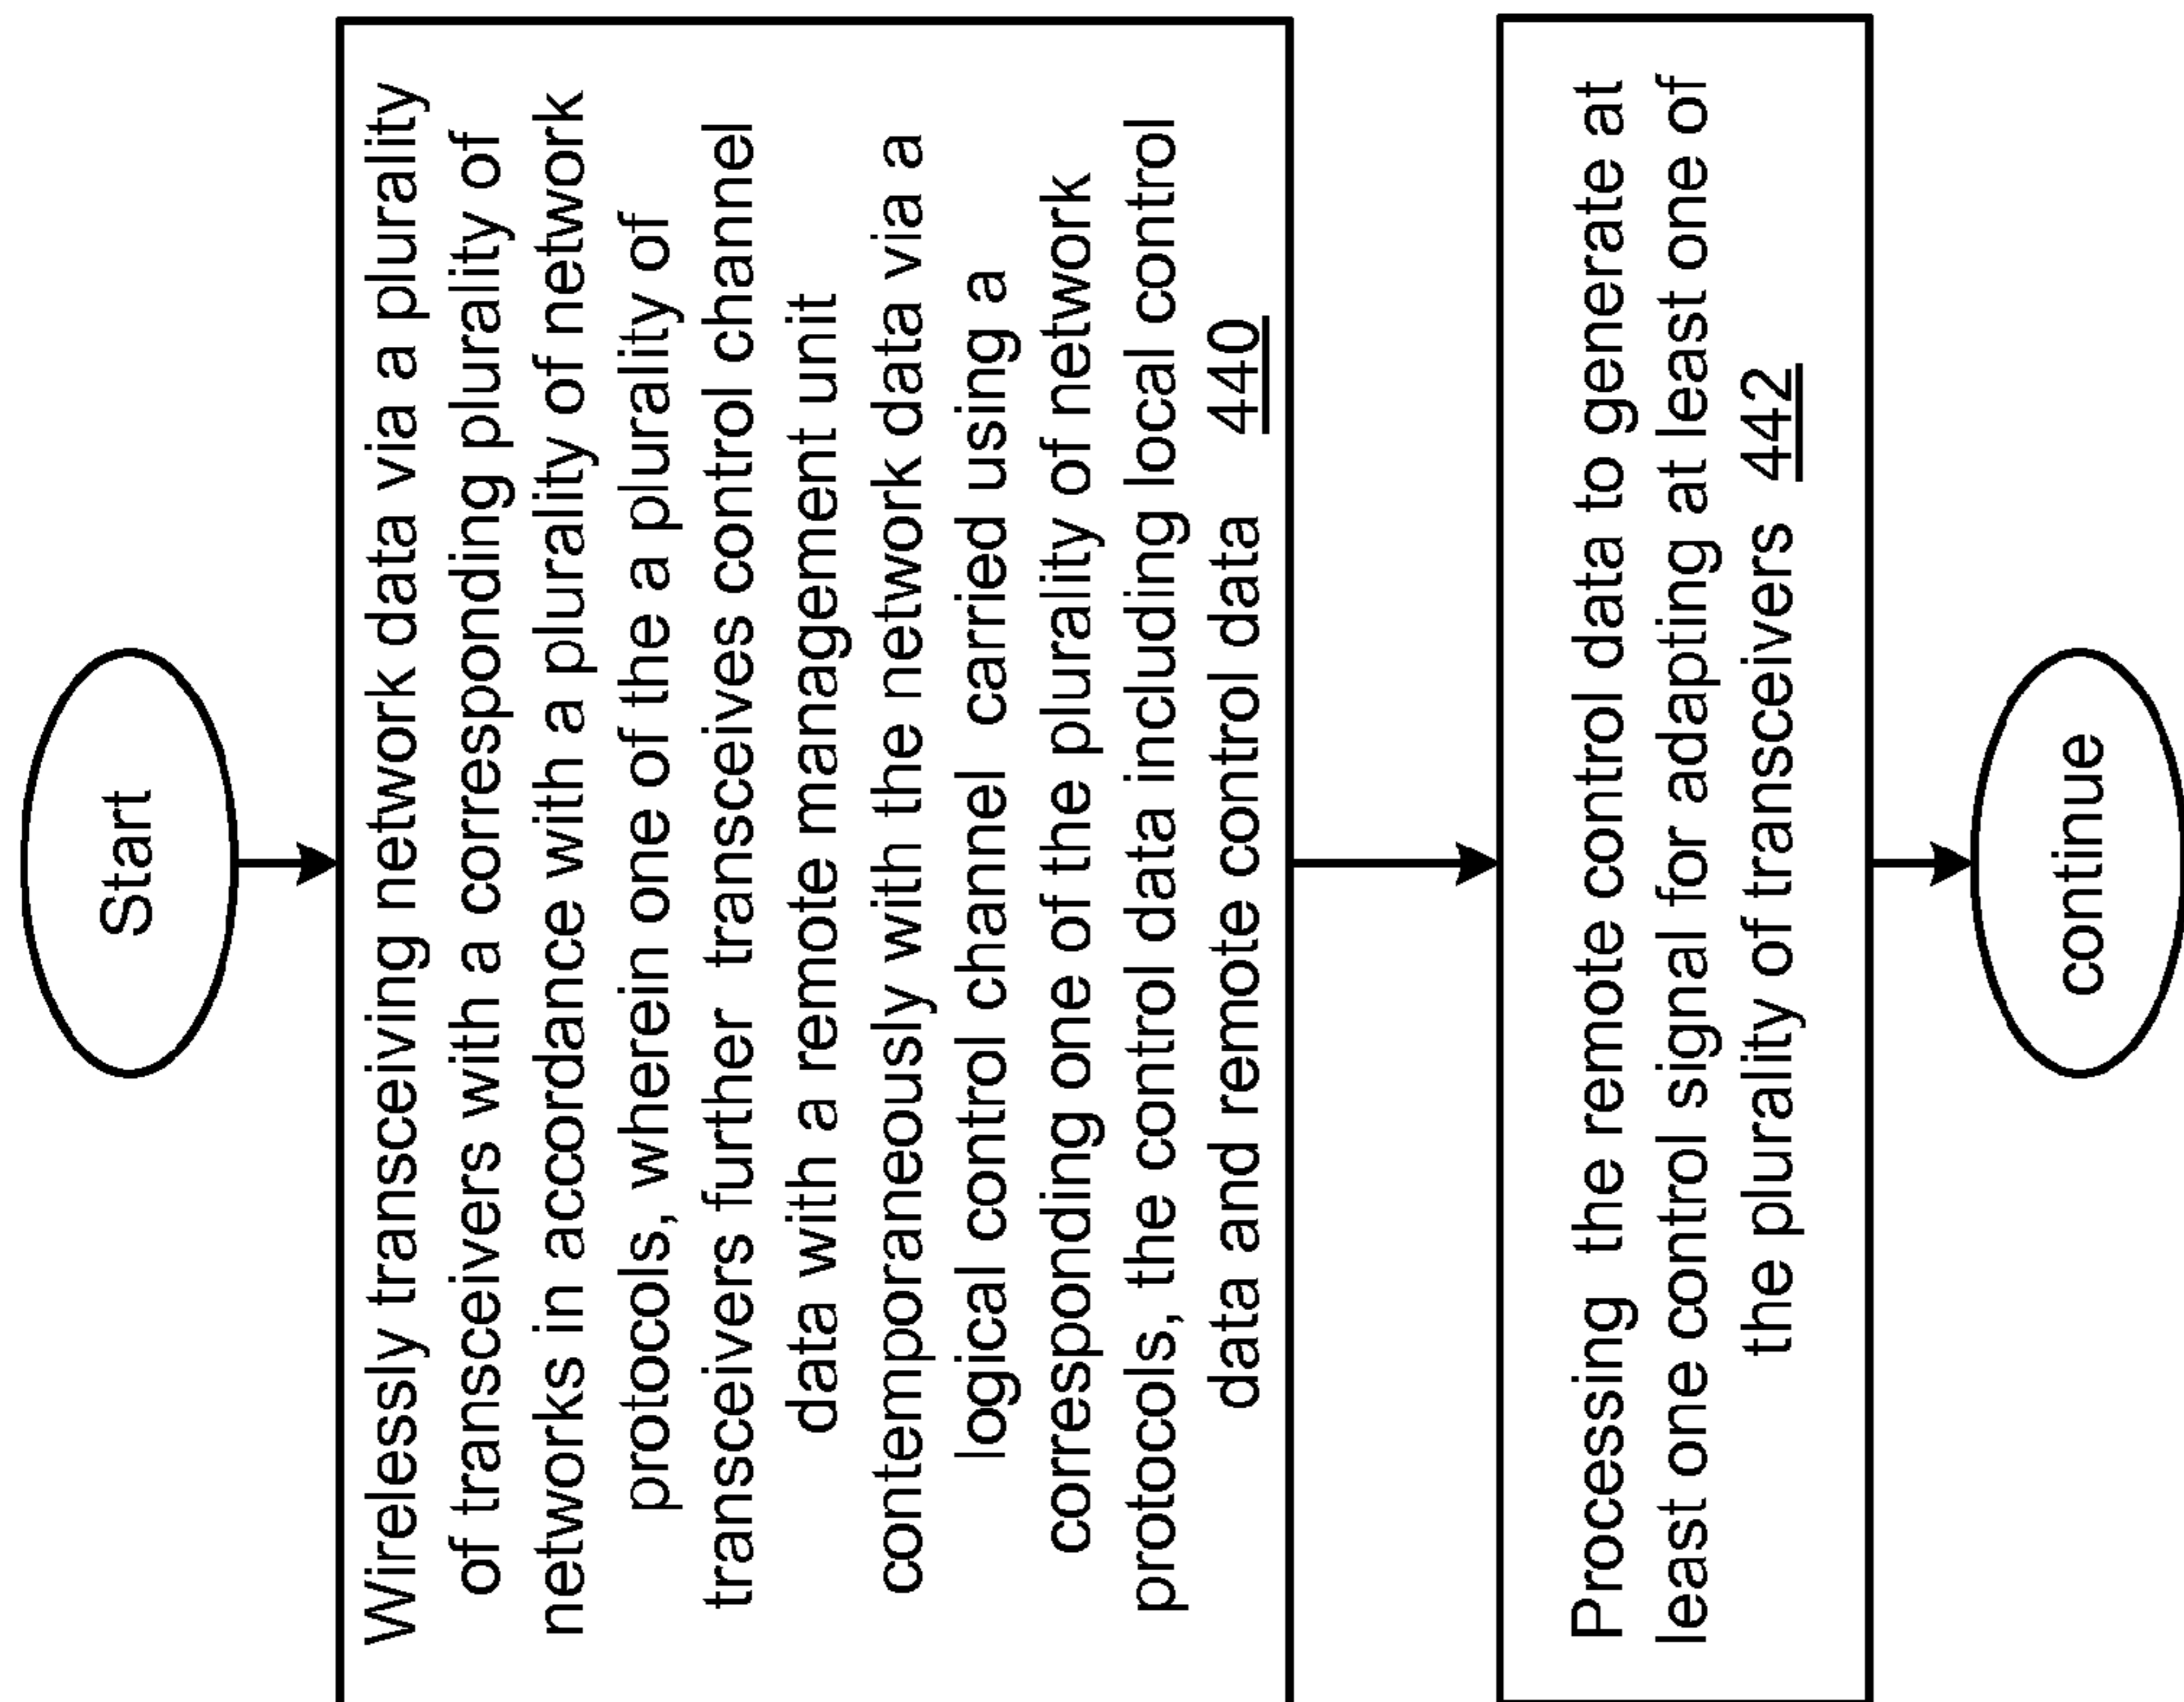 Start
Wirelessly transceiving network data via a plurality
of transceivers with a corresponding plurality of
networks in accordance with a plurality of network
protocols, wherein one of the a plurality of
transceivers further transceives control channel
data with a remote management unit
contemporaneously with the network data via a
logical control channel carried using a
corresponding one of the plurality of network
protocols, the control data including local control
data and remote control data 440
Processing the remote control data to generate at
least one control signal for adapting at least one of
the plurality of transceivers 442
continue